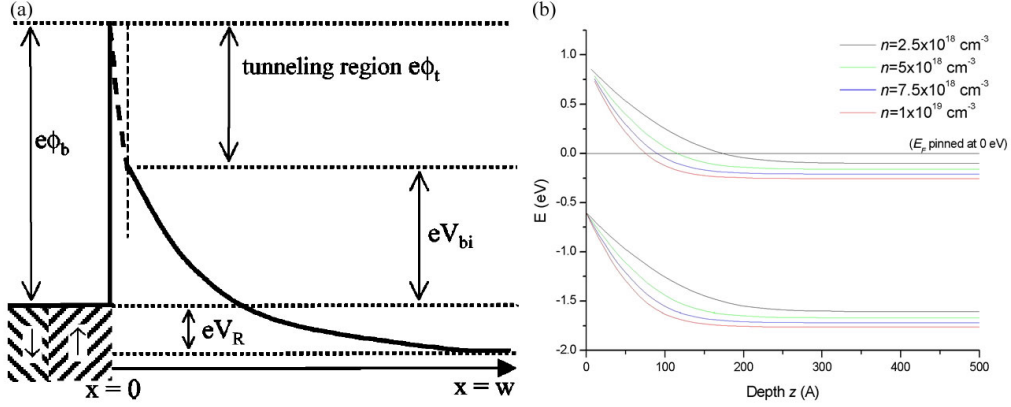 (a)
tunneling region eϕt
eϕb
eVbi
eVR
↓ ↑
x = 0
x = w
(b)
n=2.5x10^18 cm^-3
n=5x10^18 cm^-3
n=7.5x10^18 cm^-3
n=1x10^19 cm^-3
(EF pinned at 0 eV)
E (eV)
1.0
0.5
0.0
-0.5
-1.0
-1.5
-2.0
0 100 200 300 400 500
Depth z (A)